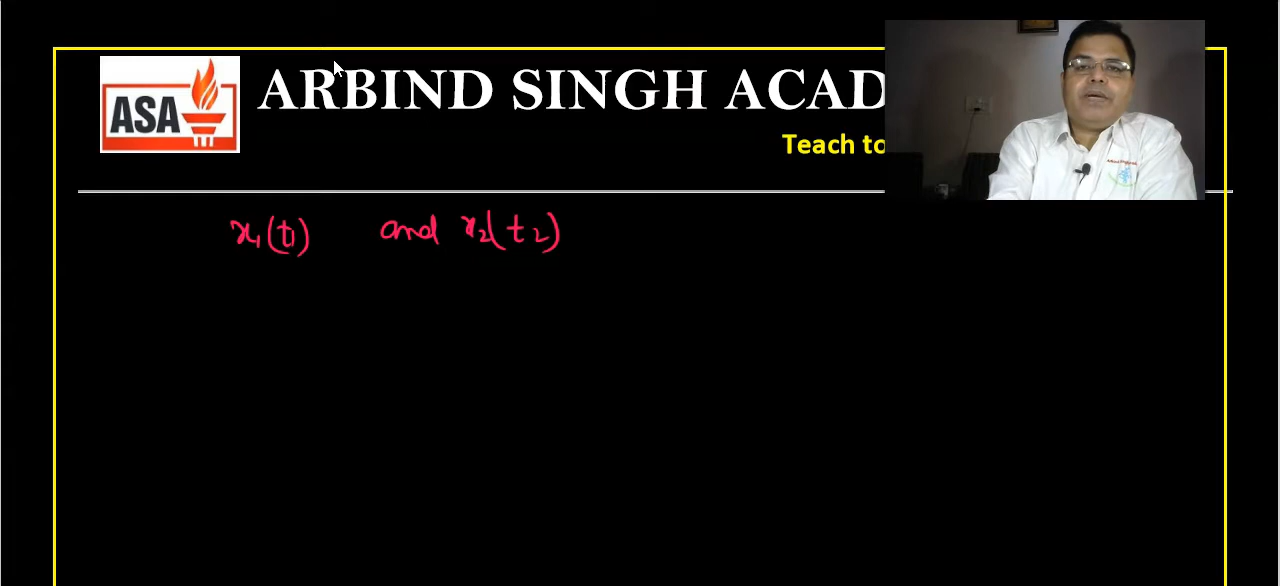 ASA
ARBIND SINGH ACAD
Teach to
x₁(t₁) and x₂(t₂)